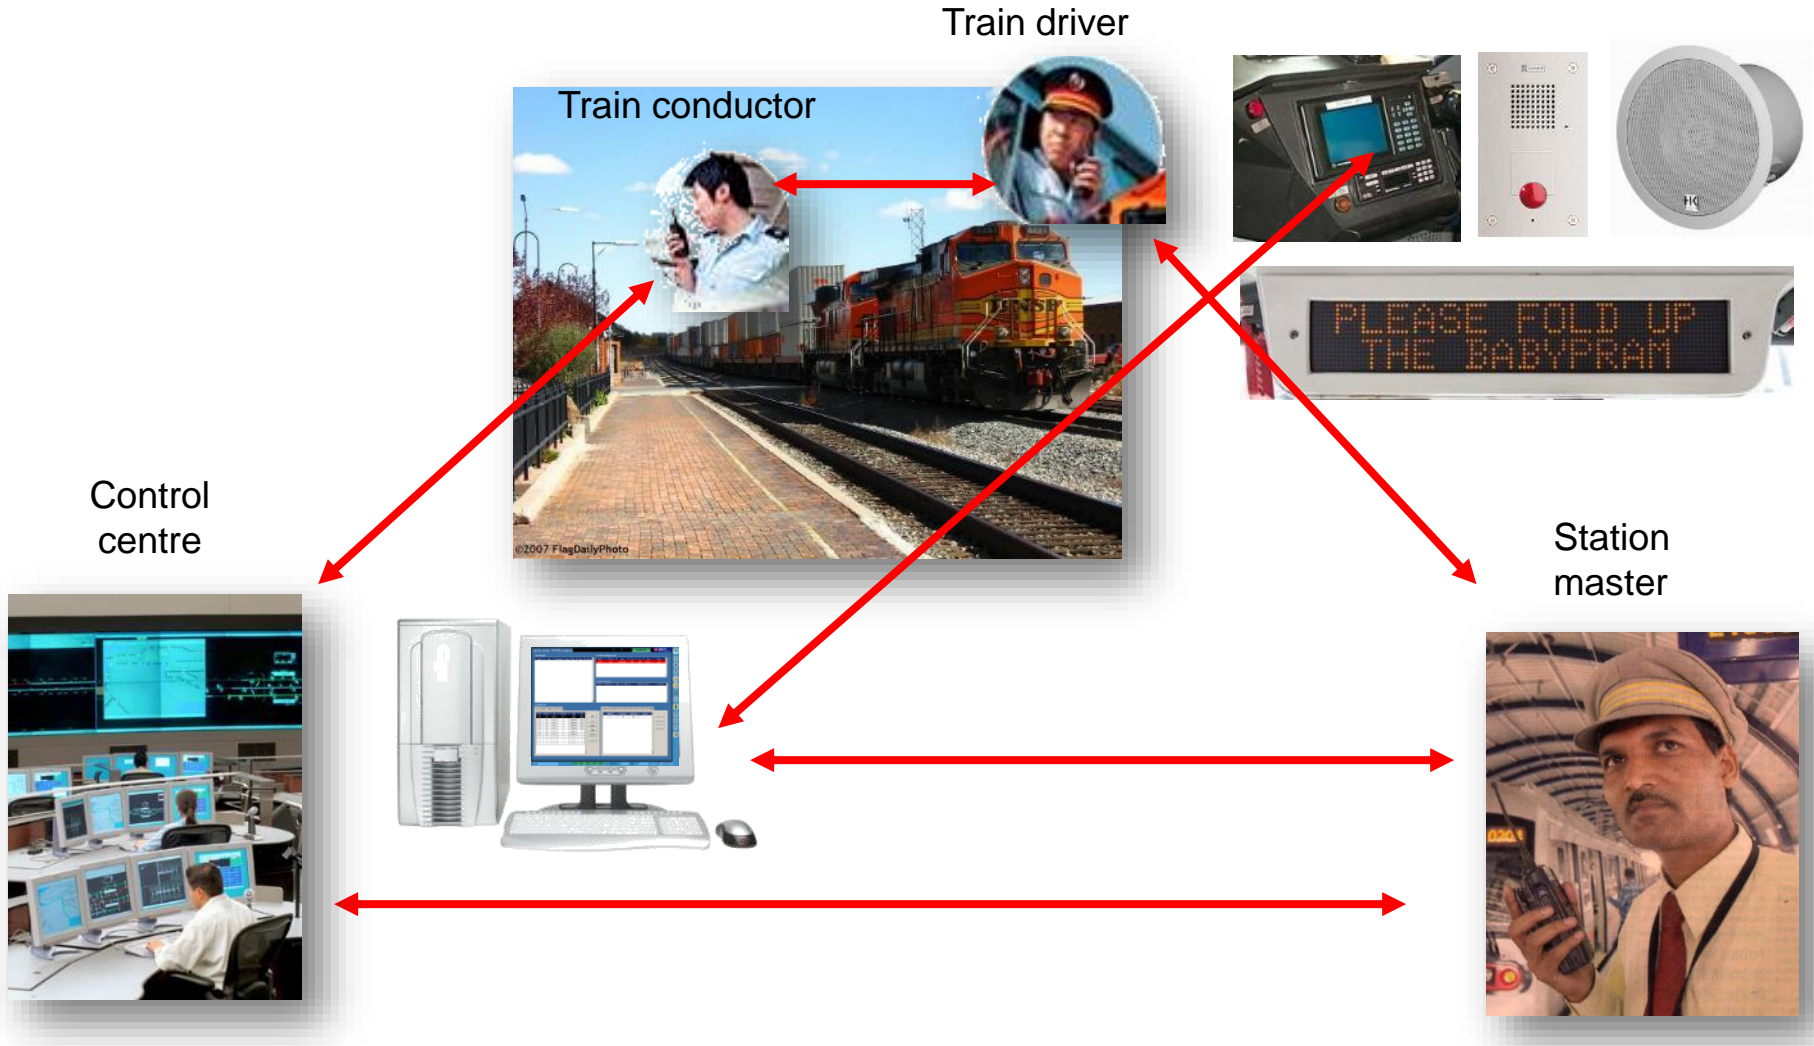 Train driver
Train conductor
PLEASE FOLD UP
THE BABYPRAM
Control
centre
©2007 FlagDailyPhoto
Station
master